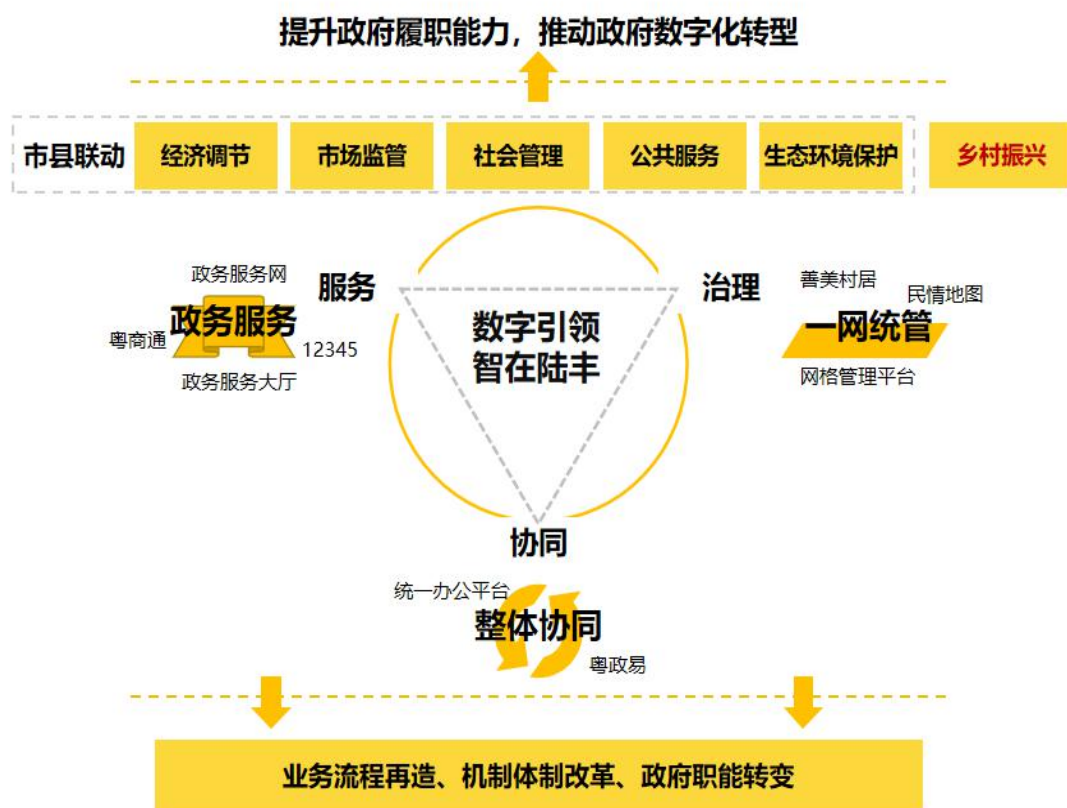 提升政府履职能力，推动政府数字化转型
市县联动
经济调节
市场监管
社会管理
公共服务
生态环境保护
乡村振兴
服务
治理
数字引领
智在陆丰
政务服务网
政务服务
粤商通
12345
政务服务大厅
善美村居
民情地图
一网统管
网格管理平台
协同
统一办公平台
整体协同
粤政易
业务流程再造、机制体制改革、政府职能转变